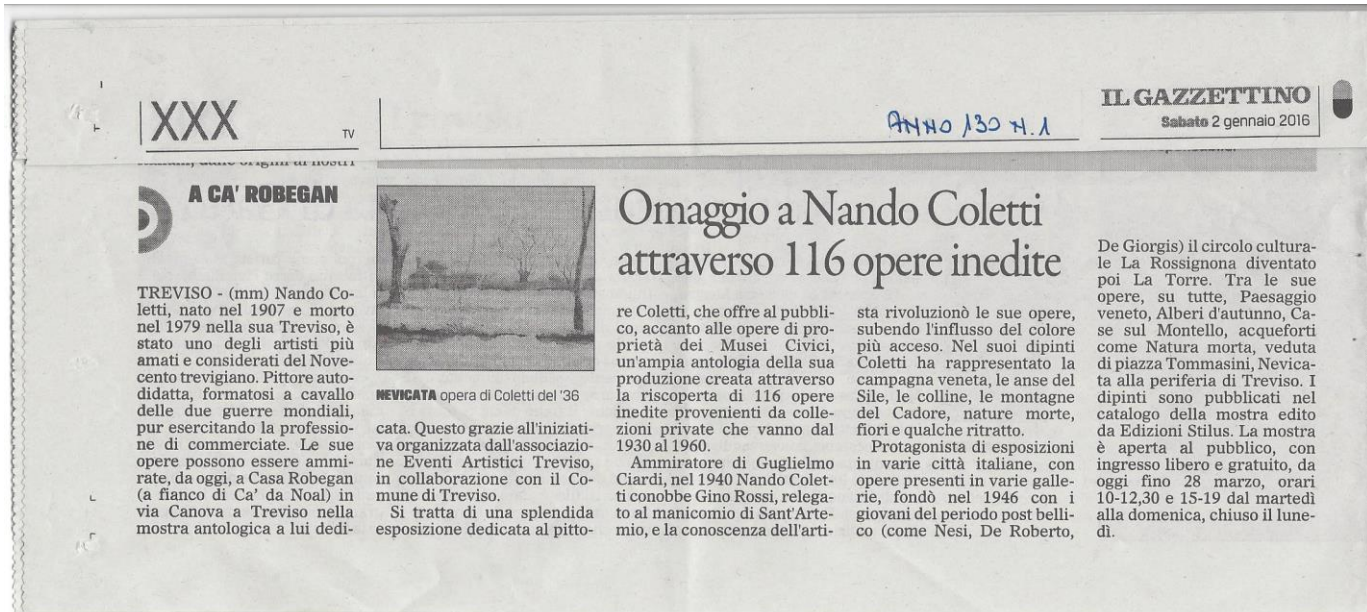 XXX
TV
ANNO 130 N. 1
IL GAZZETTINO
Sabato 2 gennaio 2016
A CA' ROBEGAN
Omaggio a Nando Coletti
attraverso 116 opere inedite
TREVISO - (mm) Nando Co-
letti, nato nel 1907 e morto
nel 1979 nella sua Treviso, è
stato uno degli artisti più
amati e considerati del Nove-
cento trevigiano. Pittore auto-
didatta, formatosi a cavallo
delle due guerre mondiali,
pur esercitando la professio-
ne di commerciate. Le sue
opere possono essere ammi-
rate, da oggi, a Casa Robegan
(a fianco di Ca' da Noal) in
via Canova a Treviso nella
mostra antologica a lui dedi-
NEVICATA opera di Coletti del '36
cata. Questo grazie all'iniziati-
va organizzata dall'associazio-
ne Eventi Artistici Treviso,
in collaborazione con il Co-
mune di Treviso.
Si tratta di una splendida
esposizione dedicata al pitto-
re Coletti, che offre al pubbli-
co, accanto alle opere di pro-
prietà dei Musei Civici,
un'ampia antologia della sua
produzione creata attraverso
la riscoperta di 116 opere
inedite provenienti da colle-
zioni private che vanno dal
1930 al 1960.
Ammiratore di Guglielmo
Ciardi, nel 1940 Nando Colet-
ti conobbe Gino Rossi, relega-
to al manicomio di Sant'Arte-
mio, e la conoscenza dell'arti-
sta rivoluzionò le sue opere,
subendo l'influsso del colore
più acceso. Nel suoi dipinti
Coletti ha rappresentato la
campagna veneta, le anse del
Sile, le colline, le montagne
del Cadore, nature morte,
fiori e qualche ritratto.
Protagonista di esposizioni
in varie città italiane, con
opere presenti in varie galle-
rie, fondò nel 1946 con i
giovani del periodo post belli-
co (come Nesi, De Roberto,
De Giorgis) il circolo cultura-
le La Rossignona diventato
poi La Torre. Tra le sue
opere, su tutte, Paesaggio
veneto, Alberi d'autunno, Ca-
se sul Montello, acqueforti
come Natura morta, veduta
di piazza Tommasini, Nevica-
ta alla periferia di Treviso. I
dipinti sono pubblicati nel
catalogo della mostra edito
da Edizioni Stilus. La mostra
è aperta al pubblico, con
ingresso libero e gratuito, da
oggi fino 28 marzo, orari
10-12,30 e 15-19 dal martedì
alla domenica, chiuso il lune-
dì.